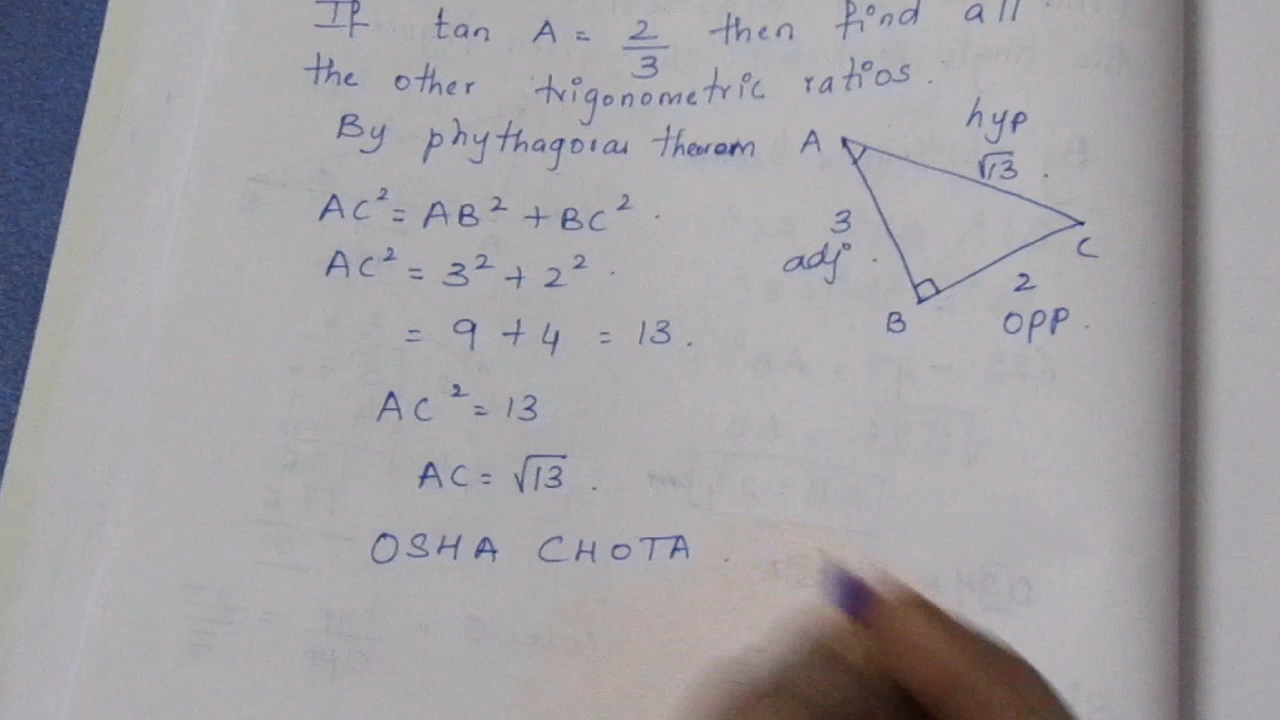 If tan A = 2/3 then find all
the other trigonometric ratios.
By phythagoras therom
AC² = AB² + BC².
AC² = 3² + 2².
= 9 + 4 = 13.
AC² = 13
AC = √13.
OSHA CHOTA.
A
hyp
√13.
3
adj.
C
2
B
opp.